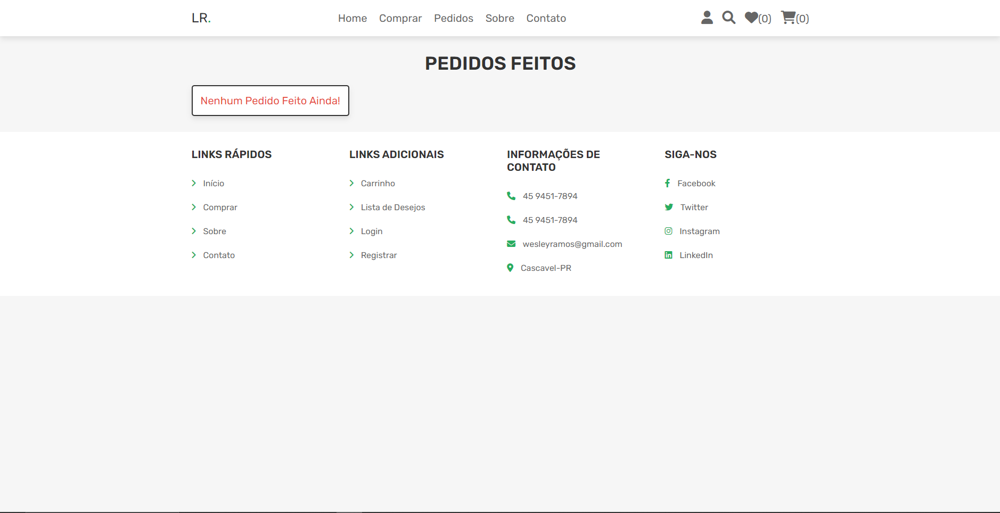 LR.
Home Comprar Pedidos Sobre Contato
(0) (0)
PEDIDOS FEITOS
Nenhum Pedido Feito Ainda!
LINKS RÁPIDOS
Início
Comprar
Sobre
Contato
LINKS ADICIONAIS
Carrinho
Lista de Desejos
Login
Registrar
INFORMAÇÕES DE
CONTATO
45 9451-7894
45 9451-7894
wesleyramos@gmail.com
Cascavel-PR
SIGA-NOS
Facebook
Twitter
Instagram
LinkedIn